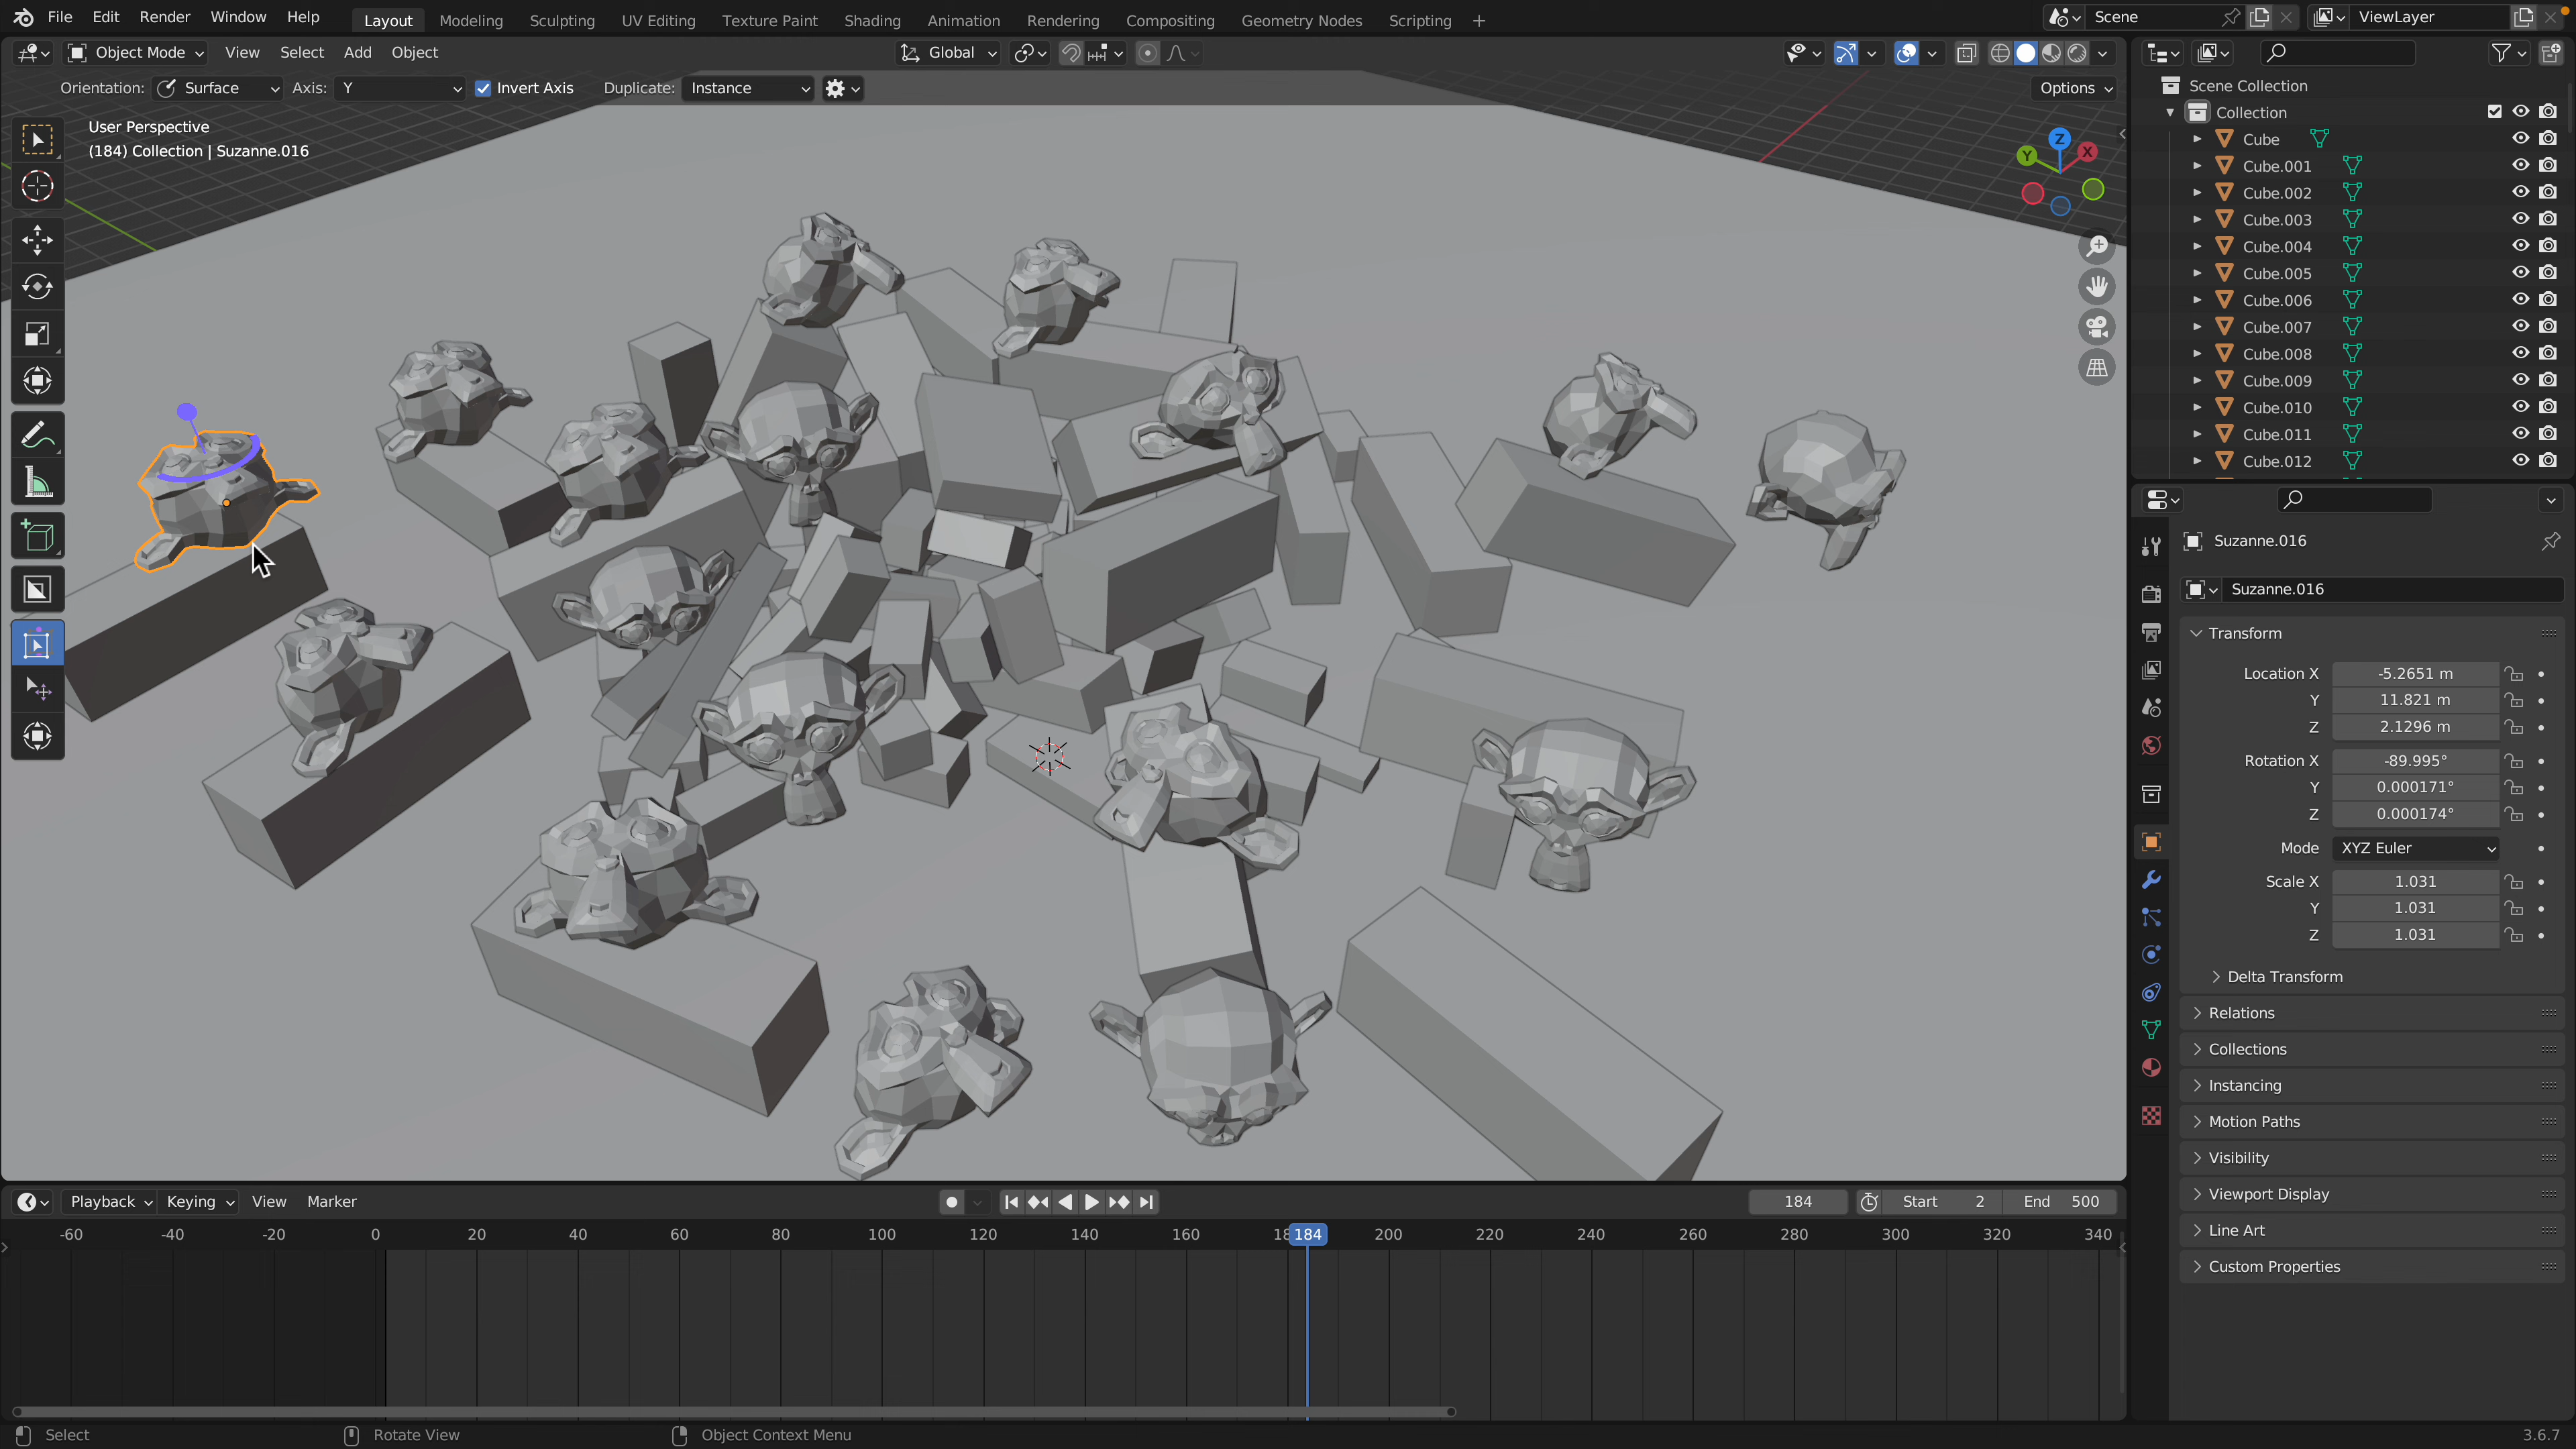 File Edit Render Window Help Layout Modeling Sculpting UV Editing Texture Paint Shading Animation Rendering Compositing Geometry Nodes Scripting + Scene ViewLayer
Object Mode View Select Add Object Global
Orientation: Surface Axis: Y Invert Axis Duplicate: Instance Options
User Perspective
(184) Collection | Suzanne.016
Z
Y
X
Scene Collection
Collection
Cube
Cube.001
Cube.002
Cube.003
Cube.004
Cube.005
Cube.006
Cube.007
Cube.008
Cube.009
Cube.010
Cube.011
Cube.012
Suzanne.016
Suzanne.016
Transform
Location X -5.2651 m
Y 11.821 m
Z 2.1296 m
Rotation X -89.995°
Y 0.000171°
Z 0.000174°
Mode XYZ Euler
Scale X 1.031
Y 1.031
Z 1.031
Delta Transform
Relations
Collections
Instancing
Motion Paths
Visibility
Viewport Display
Line Art
Custom Properties
Playback Keying View Marker 184 Start 2 End 500
-60 -40 -20 0 20 40 60 80 100 120 140 160 184 200 220 240 260 280 300 320 340
Select Rotate View Object Context Menu 3.6.7